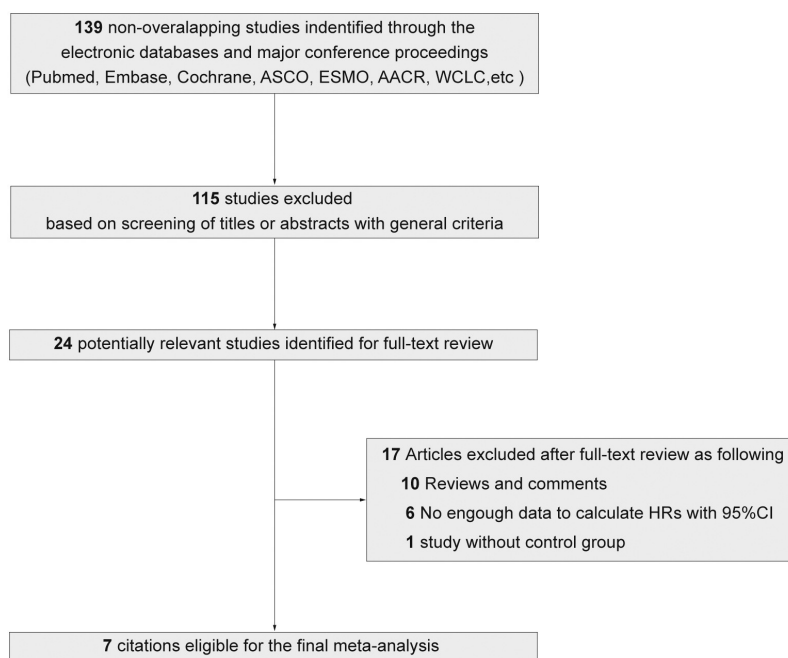 139 non-overalapping studies indentified through the
electronic databases and major conference proceedings
(Pubmed, Embase, Cochrane, ASCO, ESMO, AACR, WCLC,etc )
115 studies excluded
based on screening of titles or abstracts with general criteria
24 potentially relevant studies identified for full-text review
17 Articles excluded after full-text review as following
10 Reviews and comments
6 No engough data to calculate HRs with 95%CI
1 study without control group
7 citations eligible for the final meta-analysis